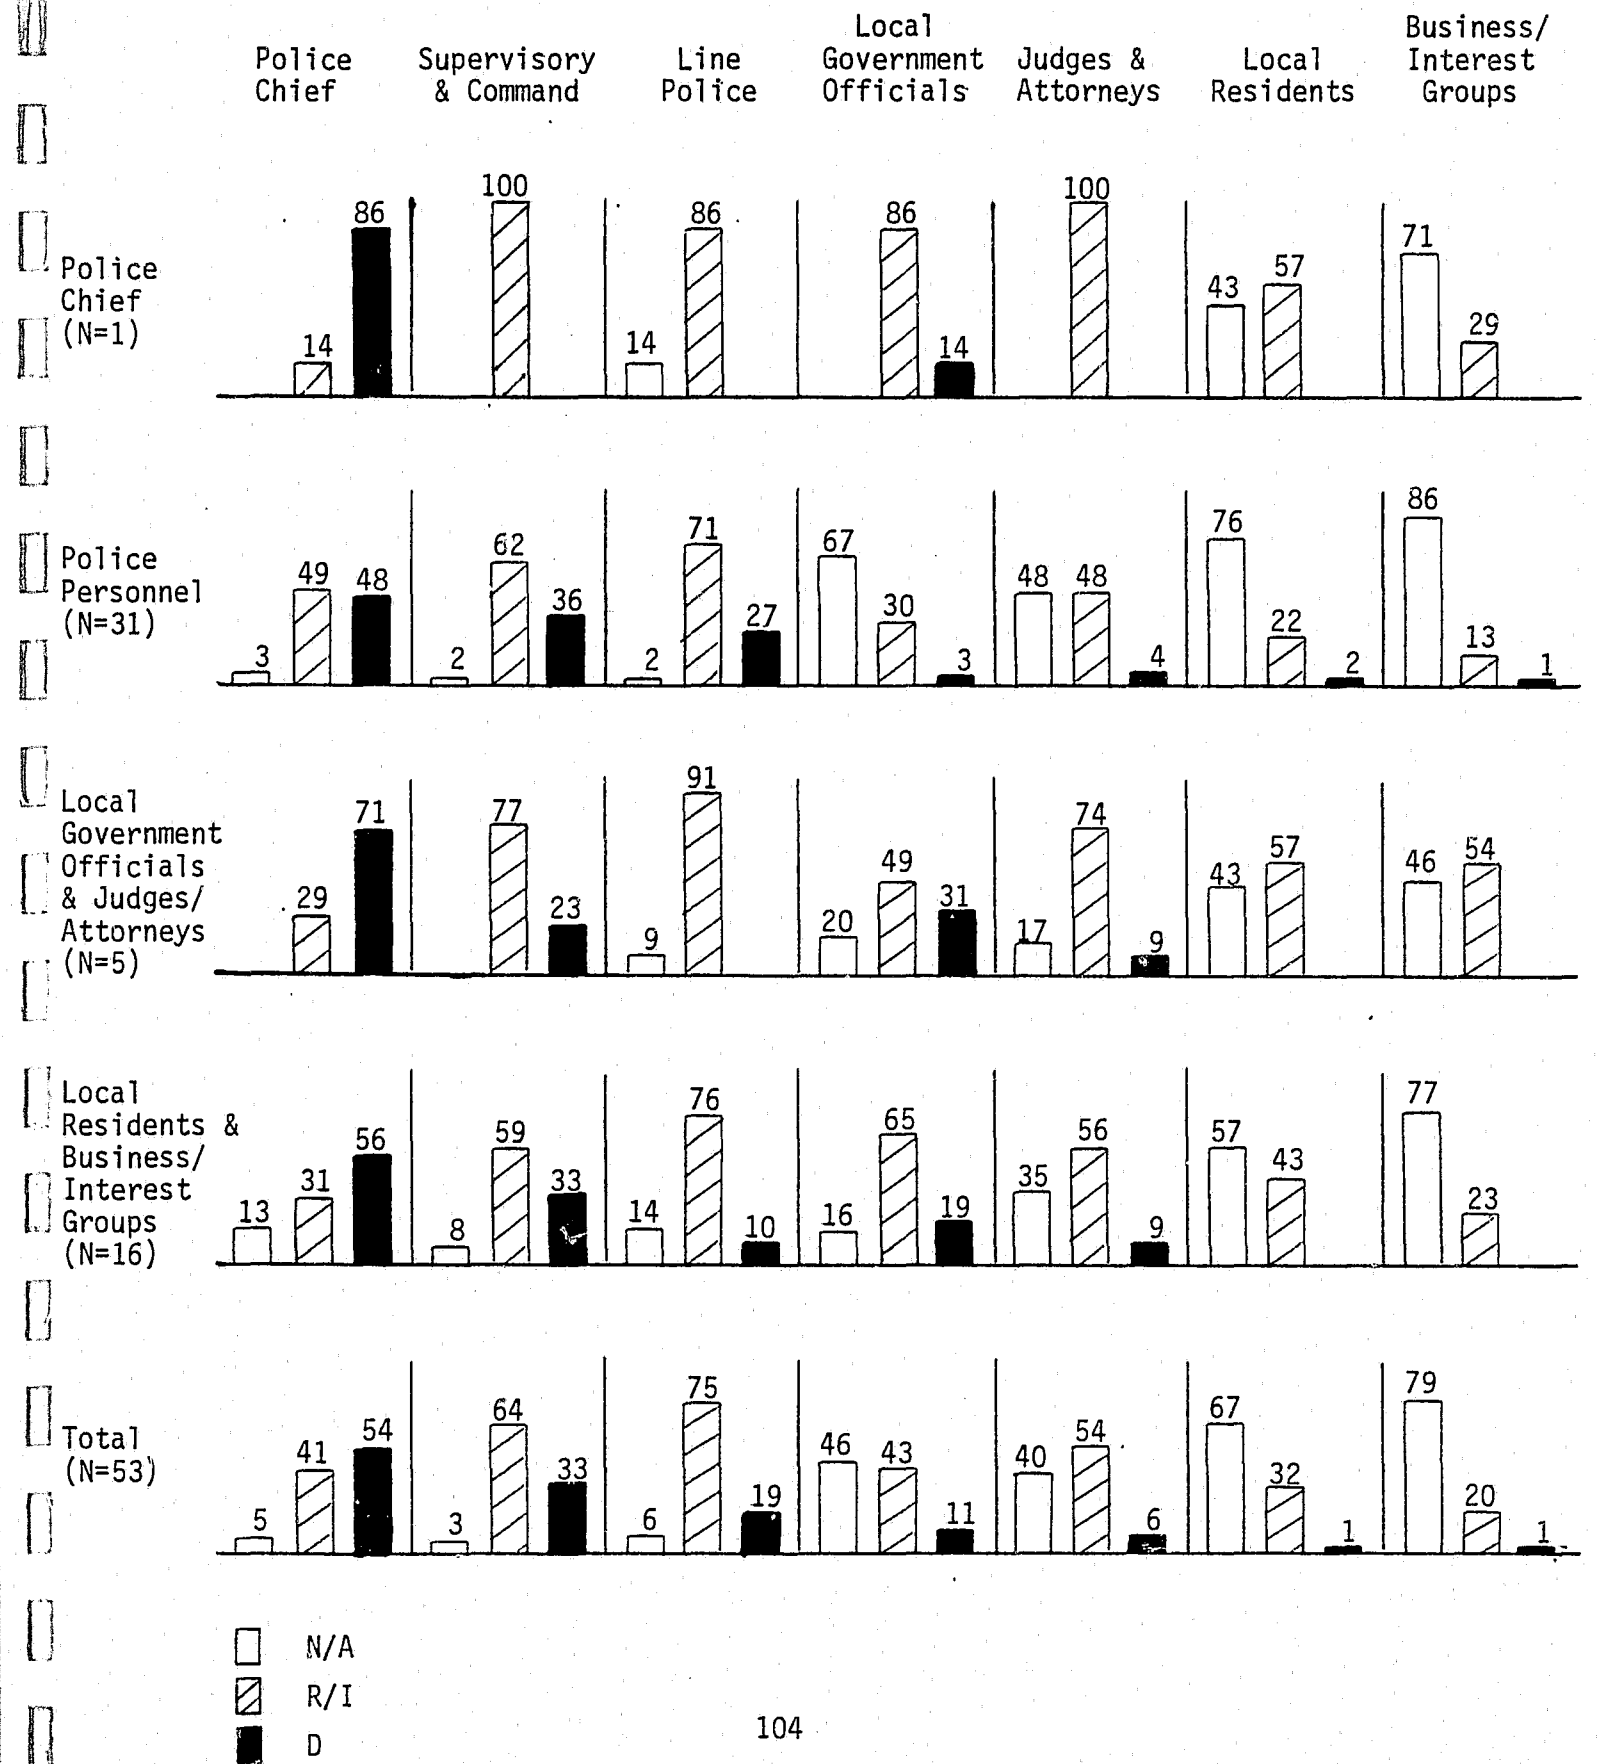 Local Business/
Police Supervisory Line Government Judges & Local Interest
Chief & Command Police Officials Attorneys Residents Groups
100 100
86 86 86 71
57
43
Police
Chief
(N=1)
14 14 14 29
86
71 76
62 67
Police
Personnel
(N=31)
49 48 36 27 30 48 48 22 13
3 2 2 3 4 2 1
91
77 74
71
Local
Government
Officials
& Judges/
Attorneys
(N=5)
57 54
49 46
43
31
29 23 20 17
9 9
77
76
65
Local
Residents &
Business/
Interest
Groups
(N=16)
59 56 57
56
43
31 33 35
13 8 14 10 16 19 9 23
79
75
64 67
Total
(N=53)
54 54
41 46 43 40
33 32
5 3 6 19 11 6 1 20 1
N/A
R/I
D
104